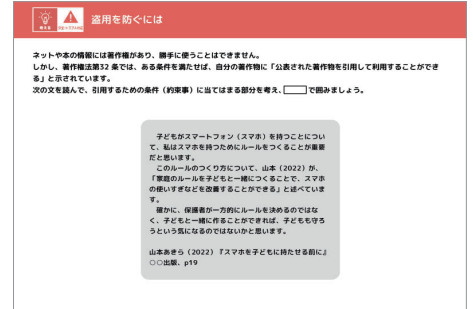 盗用を防ぐには
ネットや本の情報には著作権があり、勝手に使うことはできません。
しかし、著作権法第32 条では、ある条件を満たせば、自分の著作物に「公表された著作物を引用して利用することができ
る」と示されています。
次の文を読んで、引用するための条件（約束事）に当てはまる部分を考え、 で囲みましょう。
子どもがスマートフォン（スマホ）を持つことについ
て、私はスマホを持つためにルールをつくることが重要
だと思います。
このルールのつくり方について、山本（2022）が、
「家庭のルールを子どもと一緒につくることで、スマホ
の使いすぎなどを改善することができる」と述べていま
す。
確かに、保護者が一方的にルールを決めるのではな
く、子どもと一緒に作ることができれば、子どもも守ろ
うという気になるのではないかと思います。
山本あきら（2022）『スマホを子どもに持たせる前に』
○○出版、p19